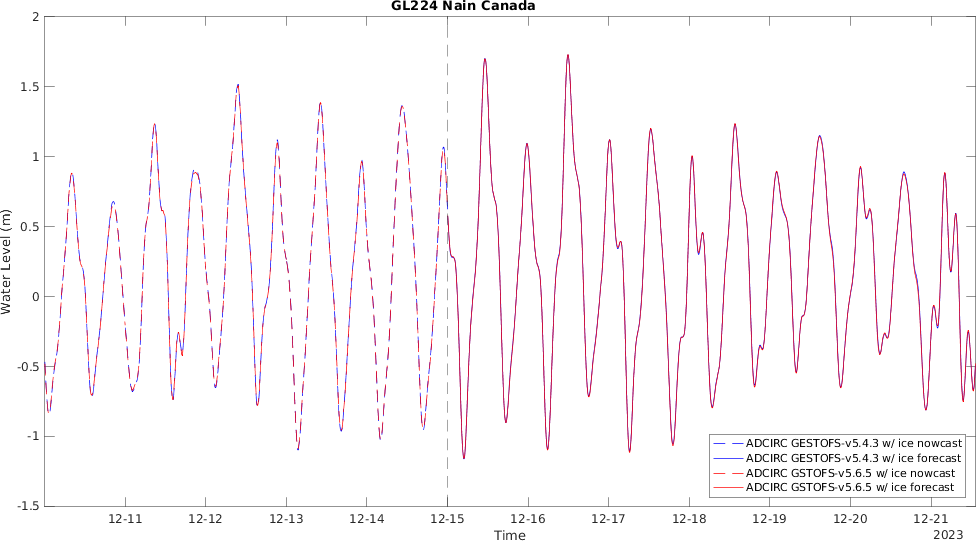 GL224 Nain Canada
2
1.5
1
0.5
0
-0.5
-1
-1.5
Water Level (m)
ADCIRC GESTOFS-v5.4.3 w/ ice nowcast
ADCIRC GESTOFS-v5.4.3 w/ ice forecast
ADCIRC GSTOFS-v5.6.5 w/ ice nowcast
ADCIRC GSTOFS-v5.6.5 w/ ice forecast
12-11 12-12 12-13 12-14 12-15 12-16 12-17 12-18 12-19 12-20 12-21
Time
2023